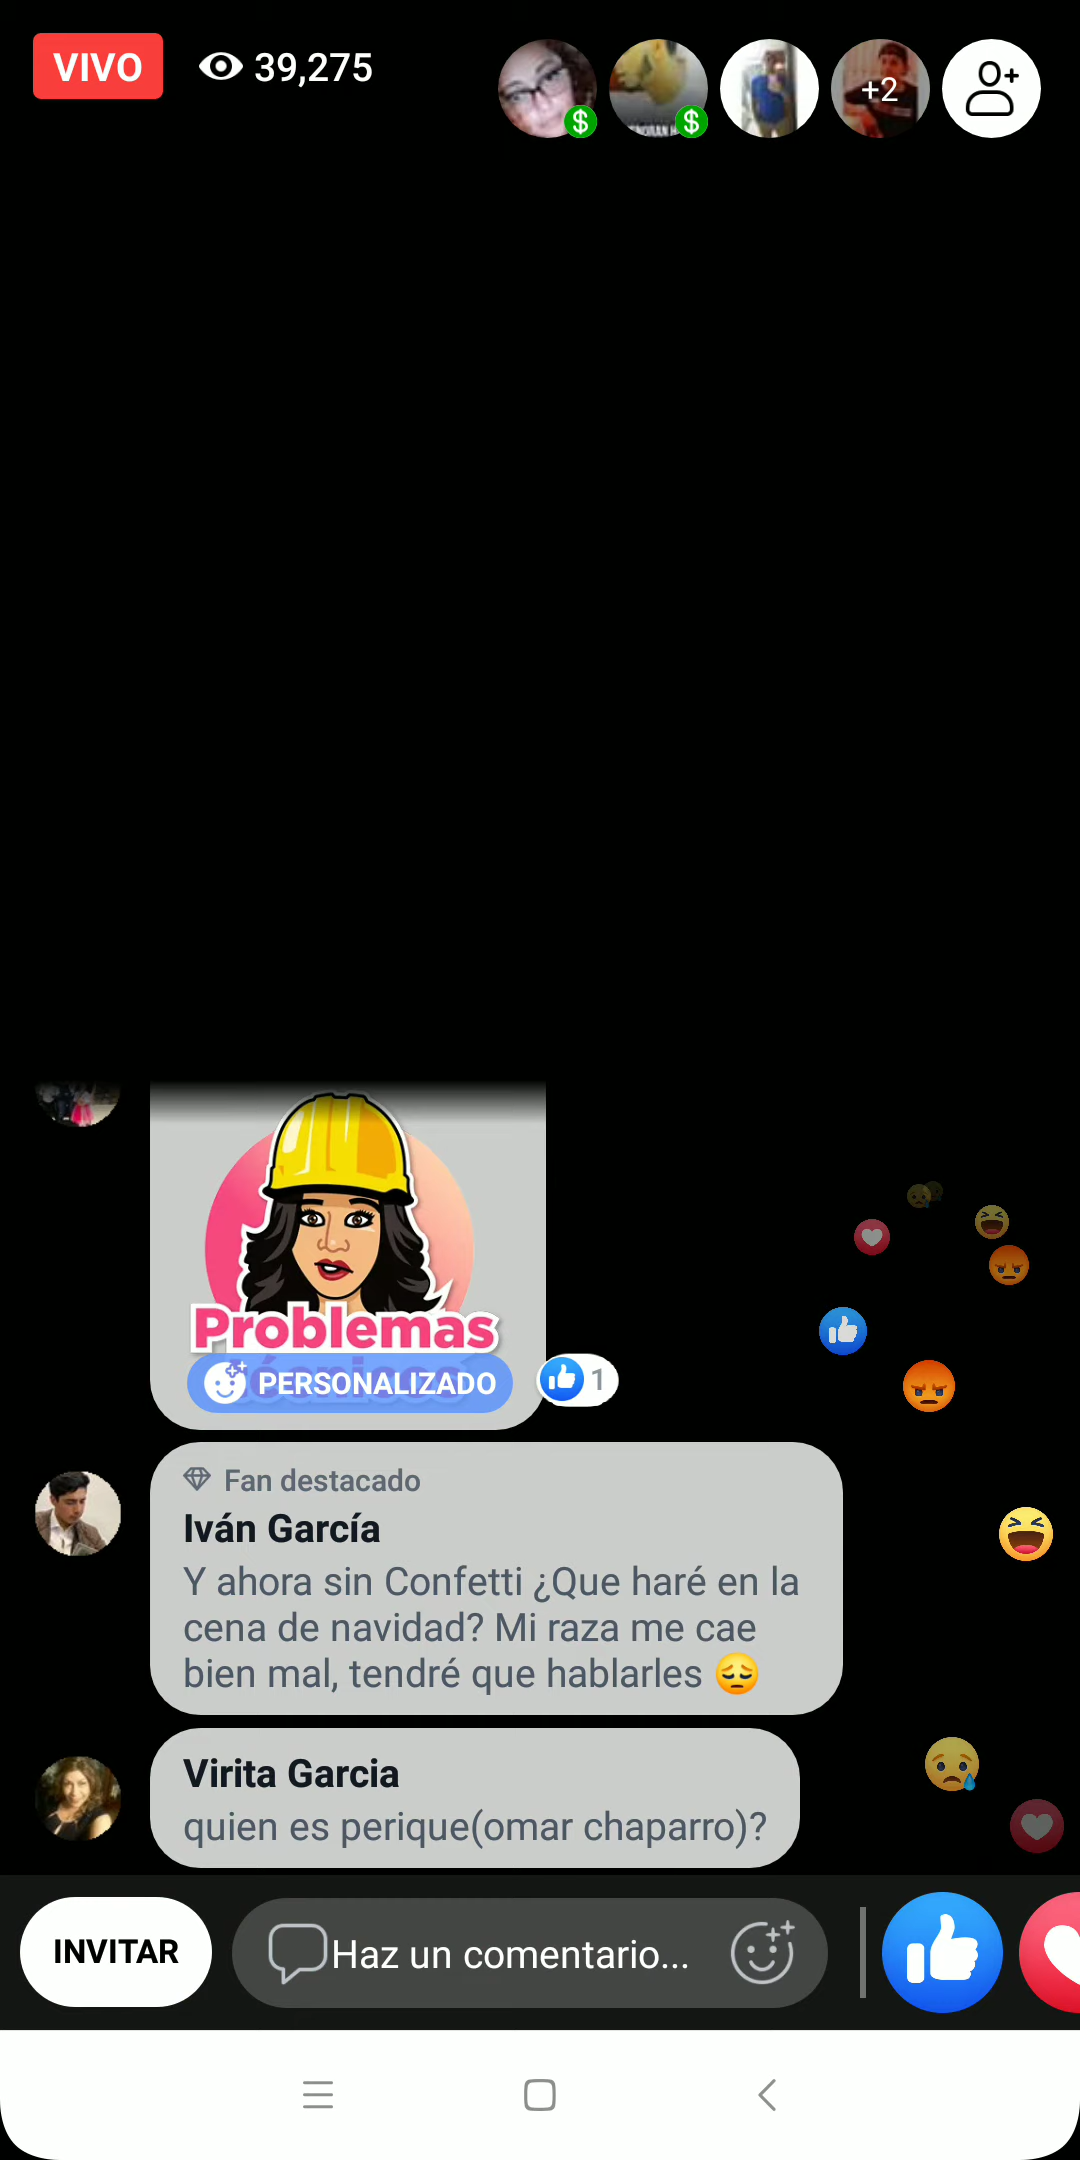 VIVO
39,275
+2
Problemas
PERSONALIZADO
1
Fan destacado
Iván García
Y ahora sin Confetti ¿Que haré en la
cena de navidad? Mi raza me cae
bien mal, tendré que hablarles 😔
Virita Garcia
quien es perique(omar chaparro)?
INVITAR
Haz un comentario...